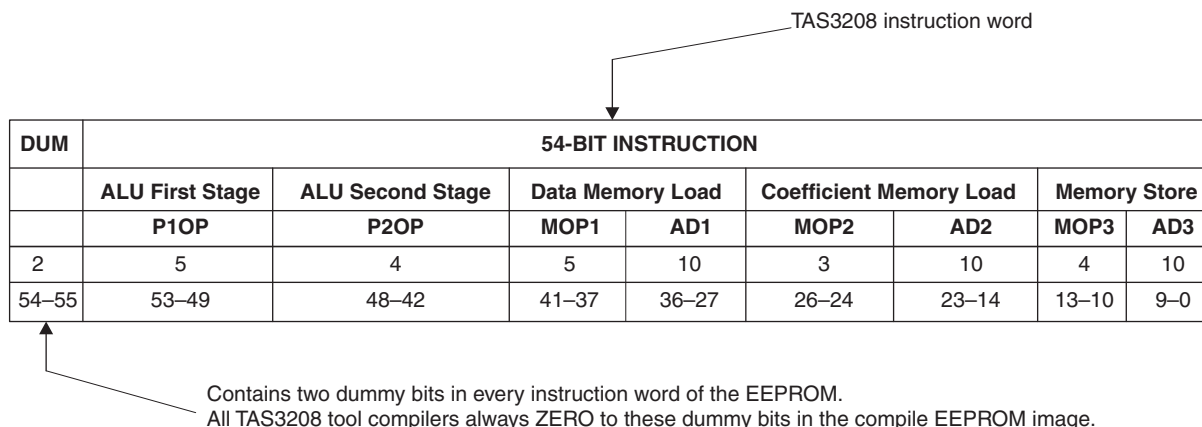 TAS3208 instruction word
DUM 54-BIT INSTRUCTION
ALU First Stage ALU Second Stage Data Memory Load Coefficient Memory Load Memory Store
P1OP P2OP MOP1 AD1 MOP2 AD2 MOP3 AD3
2 5 4 5 10 3 10 4 10
54–55 53–49 48–42 41–37 36–27 26–24 23–14 13–10 9–0
Contains two dummy bits in every instruction word of the EEPROM.
All TAS3208 tool compilers always ZERO to these dummy bits in the compile EEPROM image.